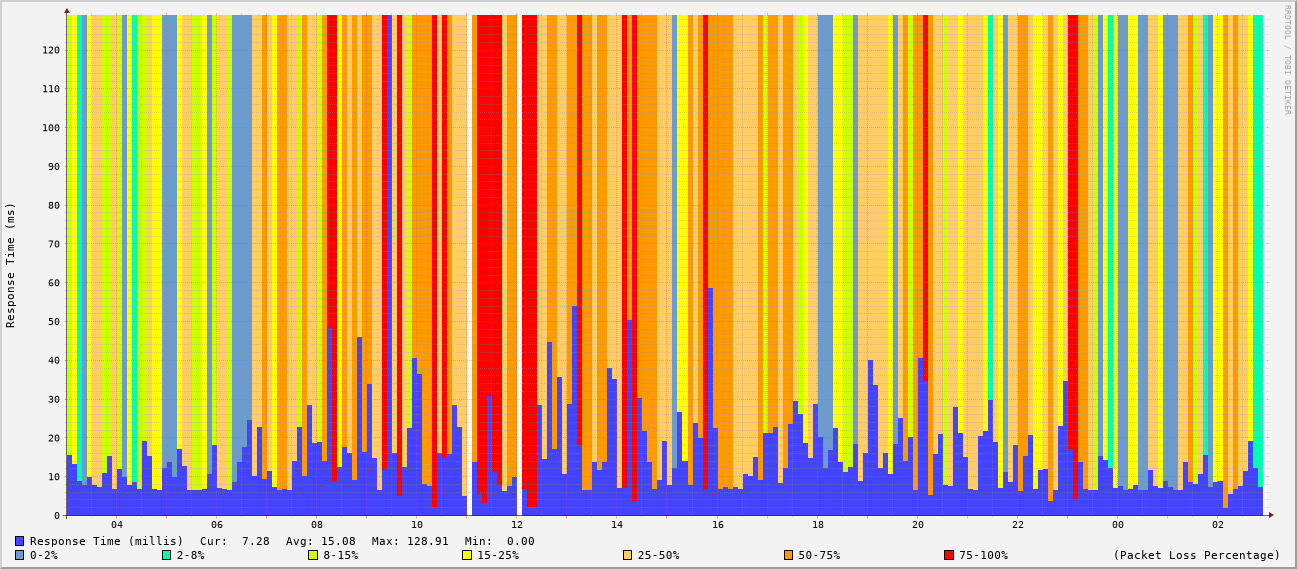 RRDTOOL / TOBI OETIKER
Response Time (ms)
120
110
100
90
80
70
60
50
40
30
20
10
0
04 06 08 10 12 14 16 18 20 22 00 02
Response Time (millis) Cur: 7.28 Avg: 15.08 Max: 128.91 Min: 0.00
0-2% 2-8% 8-15% 15-25% 25-50% 50-75% 75-100% (Packet Loss Percentage)